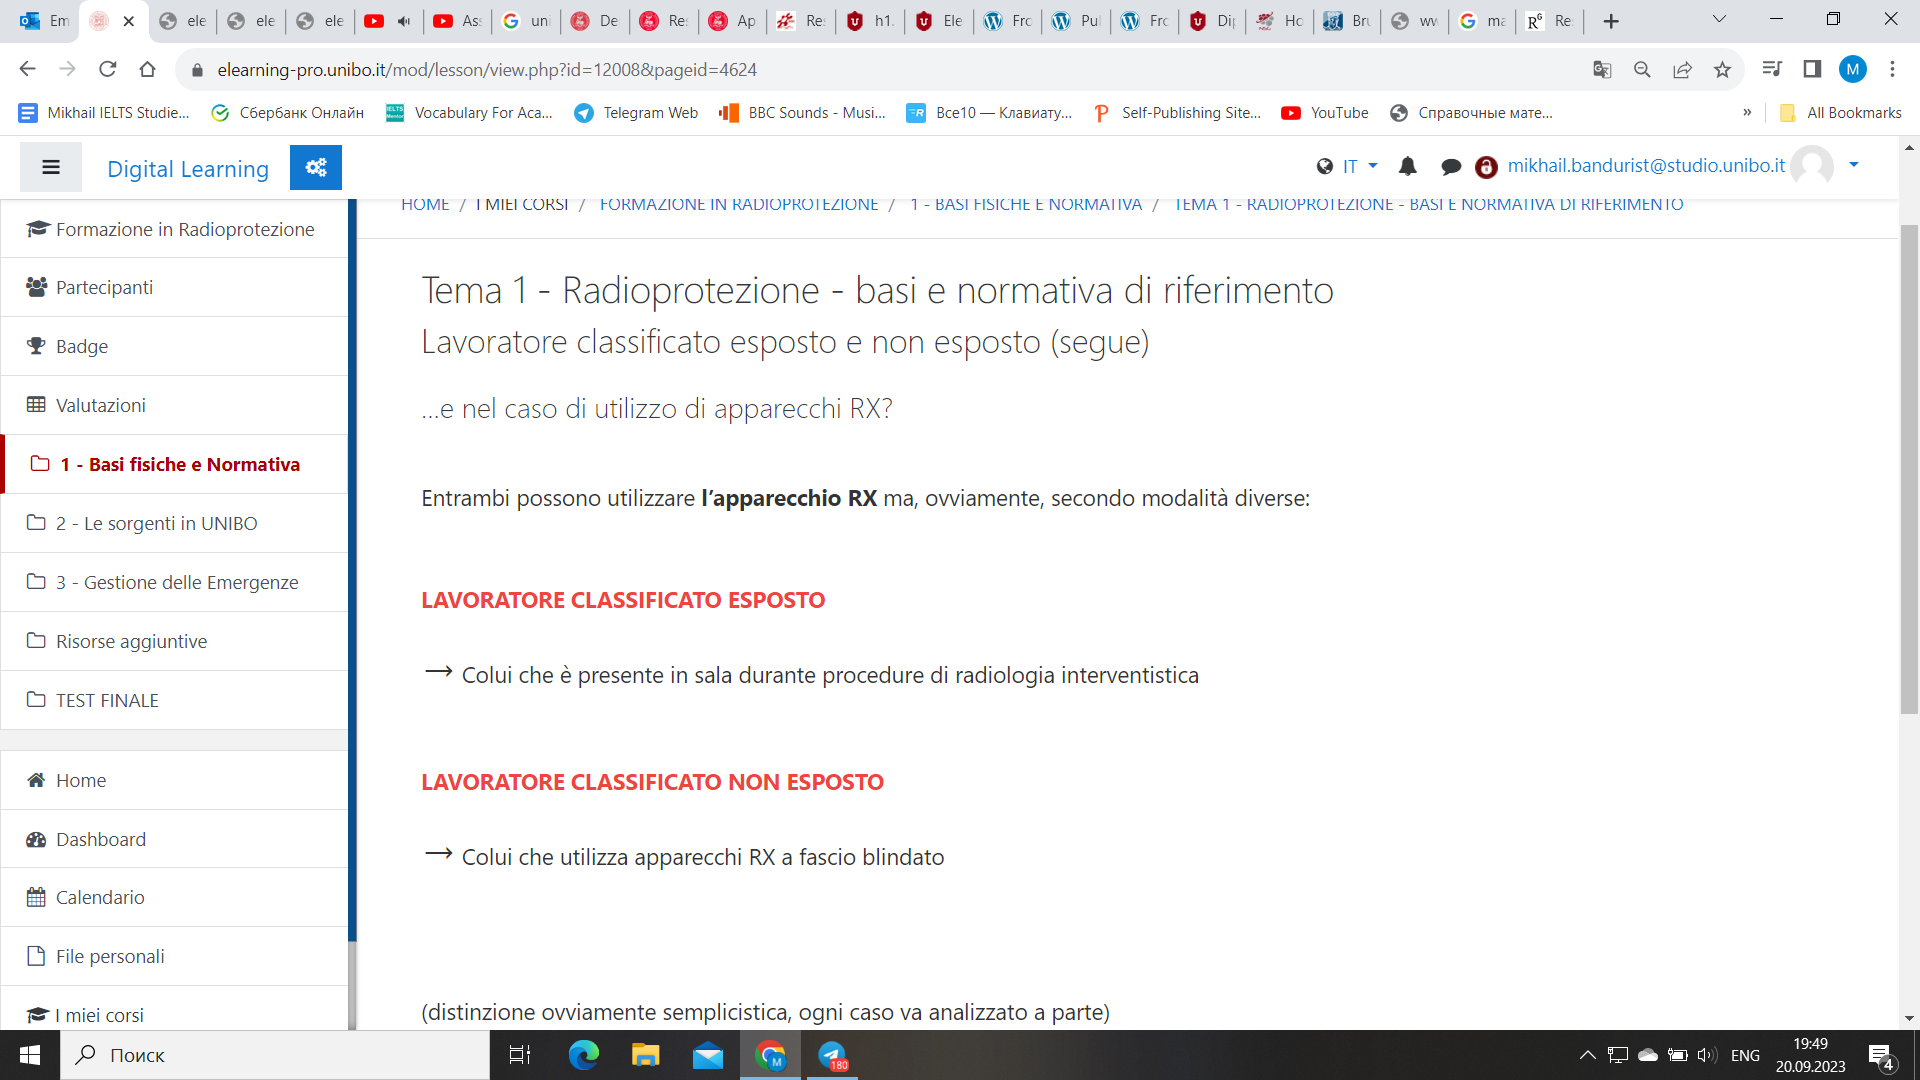 Em
ele
ele
ele
Ass
uni
De
Res
Ap
Res
h1.
Ele
Fro
Pul
Fro
Dip
Ho
Bru
ww
ma
Re
elearning-pro.unibo.it/mod/lesson/view.php?id=12008&pageid=4624
M
Mikhail IELTS Studie...
Сбербанк Онлайн
Vocabulary For Aca...
Telegram Web
BBC Sounds - Musi...
Все10 — Клавиату...
Self-Publishing Site...
YouTube
Справочные мате...
»
All Bookmarks
Digital Learning
IT
mikhail.bandurist@studio.unibo.it
HOME / I MIEI CORSI / FORMAZIONE IN RADIOPROTEZIONE / 1 - BASI FISICHE E NORMATIVA / TEMA 1 - RADIOPROTEZIONE - BASI E NORMATIVA DI RIFERIMENTO
Formazione in Radioprotezione
Partecipanti
Badge
Valutazioni
1 - Basi fisiche e Normativa
2 - Le sorgenti in UNIBO
3 - Gestione delle Emergenze
Risorse aggiuntive
TEST FINALE
Home
Dashboard
Calendario
File personali
I miei corsi
Tema 1 - Radioprotezione - basi e normativa di riferimento
Lavoratore classificato esposto e non esposto (segue)
...e nel caso di utilizzo di apparecchi RX?
Entrambi possono utilizzare l’apparecchio RX ma, ovviamente, secondo modalità diverse:
LAVORATORE CLASSIFICATO ESPOSTO
→ Colui che è presente in sala durante procedure di radiologia interventistica
LAVORATORE CLASSIFICATO NON ESPOSTO
→ Colui che utilizza apparecchi RX a fascio blindato
(distinzione ovviamente semplicistica, ogni caso va analizzato a parte)
Поиск
M
180
ENG
19:49
20.09.2023
4